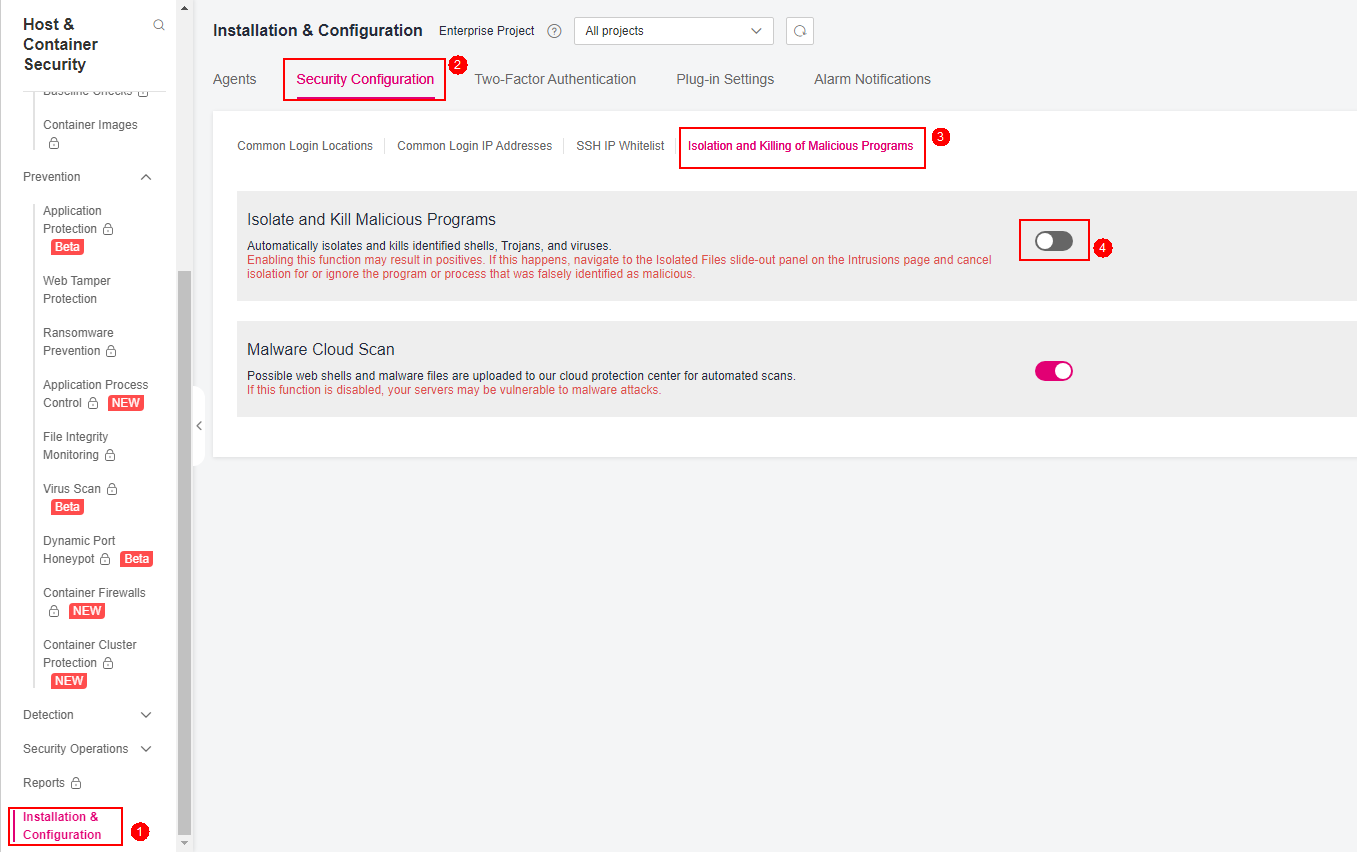 Host &
Container
Security
Baseline Checks
Container Images
Prevention
Application
Protection
Beta
Web Tamper
Protection
Ransomware
Prevention
Application Process
Control NEW
File Integrity
Monitoring
Virus Scan
Beta
Dynamic Port
Honeypot Beta
Container Firewalls
NEW
Container Cluster
Protection
NEW
Detection
Security Operations
Reports
Installation &
Configuration
1
Installation & Configuration Enterprise Project ? All projects
Agents Security Configuration 2 Two-Factor Authentication Plug-in Settings Alarm Notifications
Common Login Locations Common Login IP Addresses SSH IP Whitelist Isolation and Killing of Malicious Programs 3
Isolate and Kill Malicious Programs
Automatically isolates and kills identified shells, Trojans, and viruses.
Enabling this function may result in positives. If this happens, navigate to the Isolated Files slide-out panel on the Intrusions page and cancel
isolation for or ignore the program or process that was falsely identified as malicious.
4
Malware Cloud Scan
Possible web shells and malware files are uploaded to our cloud protection center for automated scans.
If this function is disabled, your servers may be vulnerable to malware attacks.